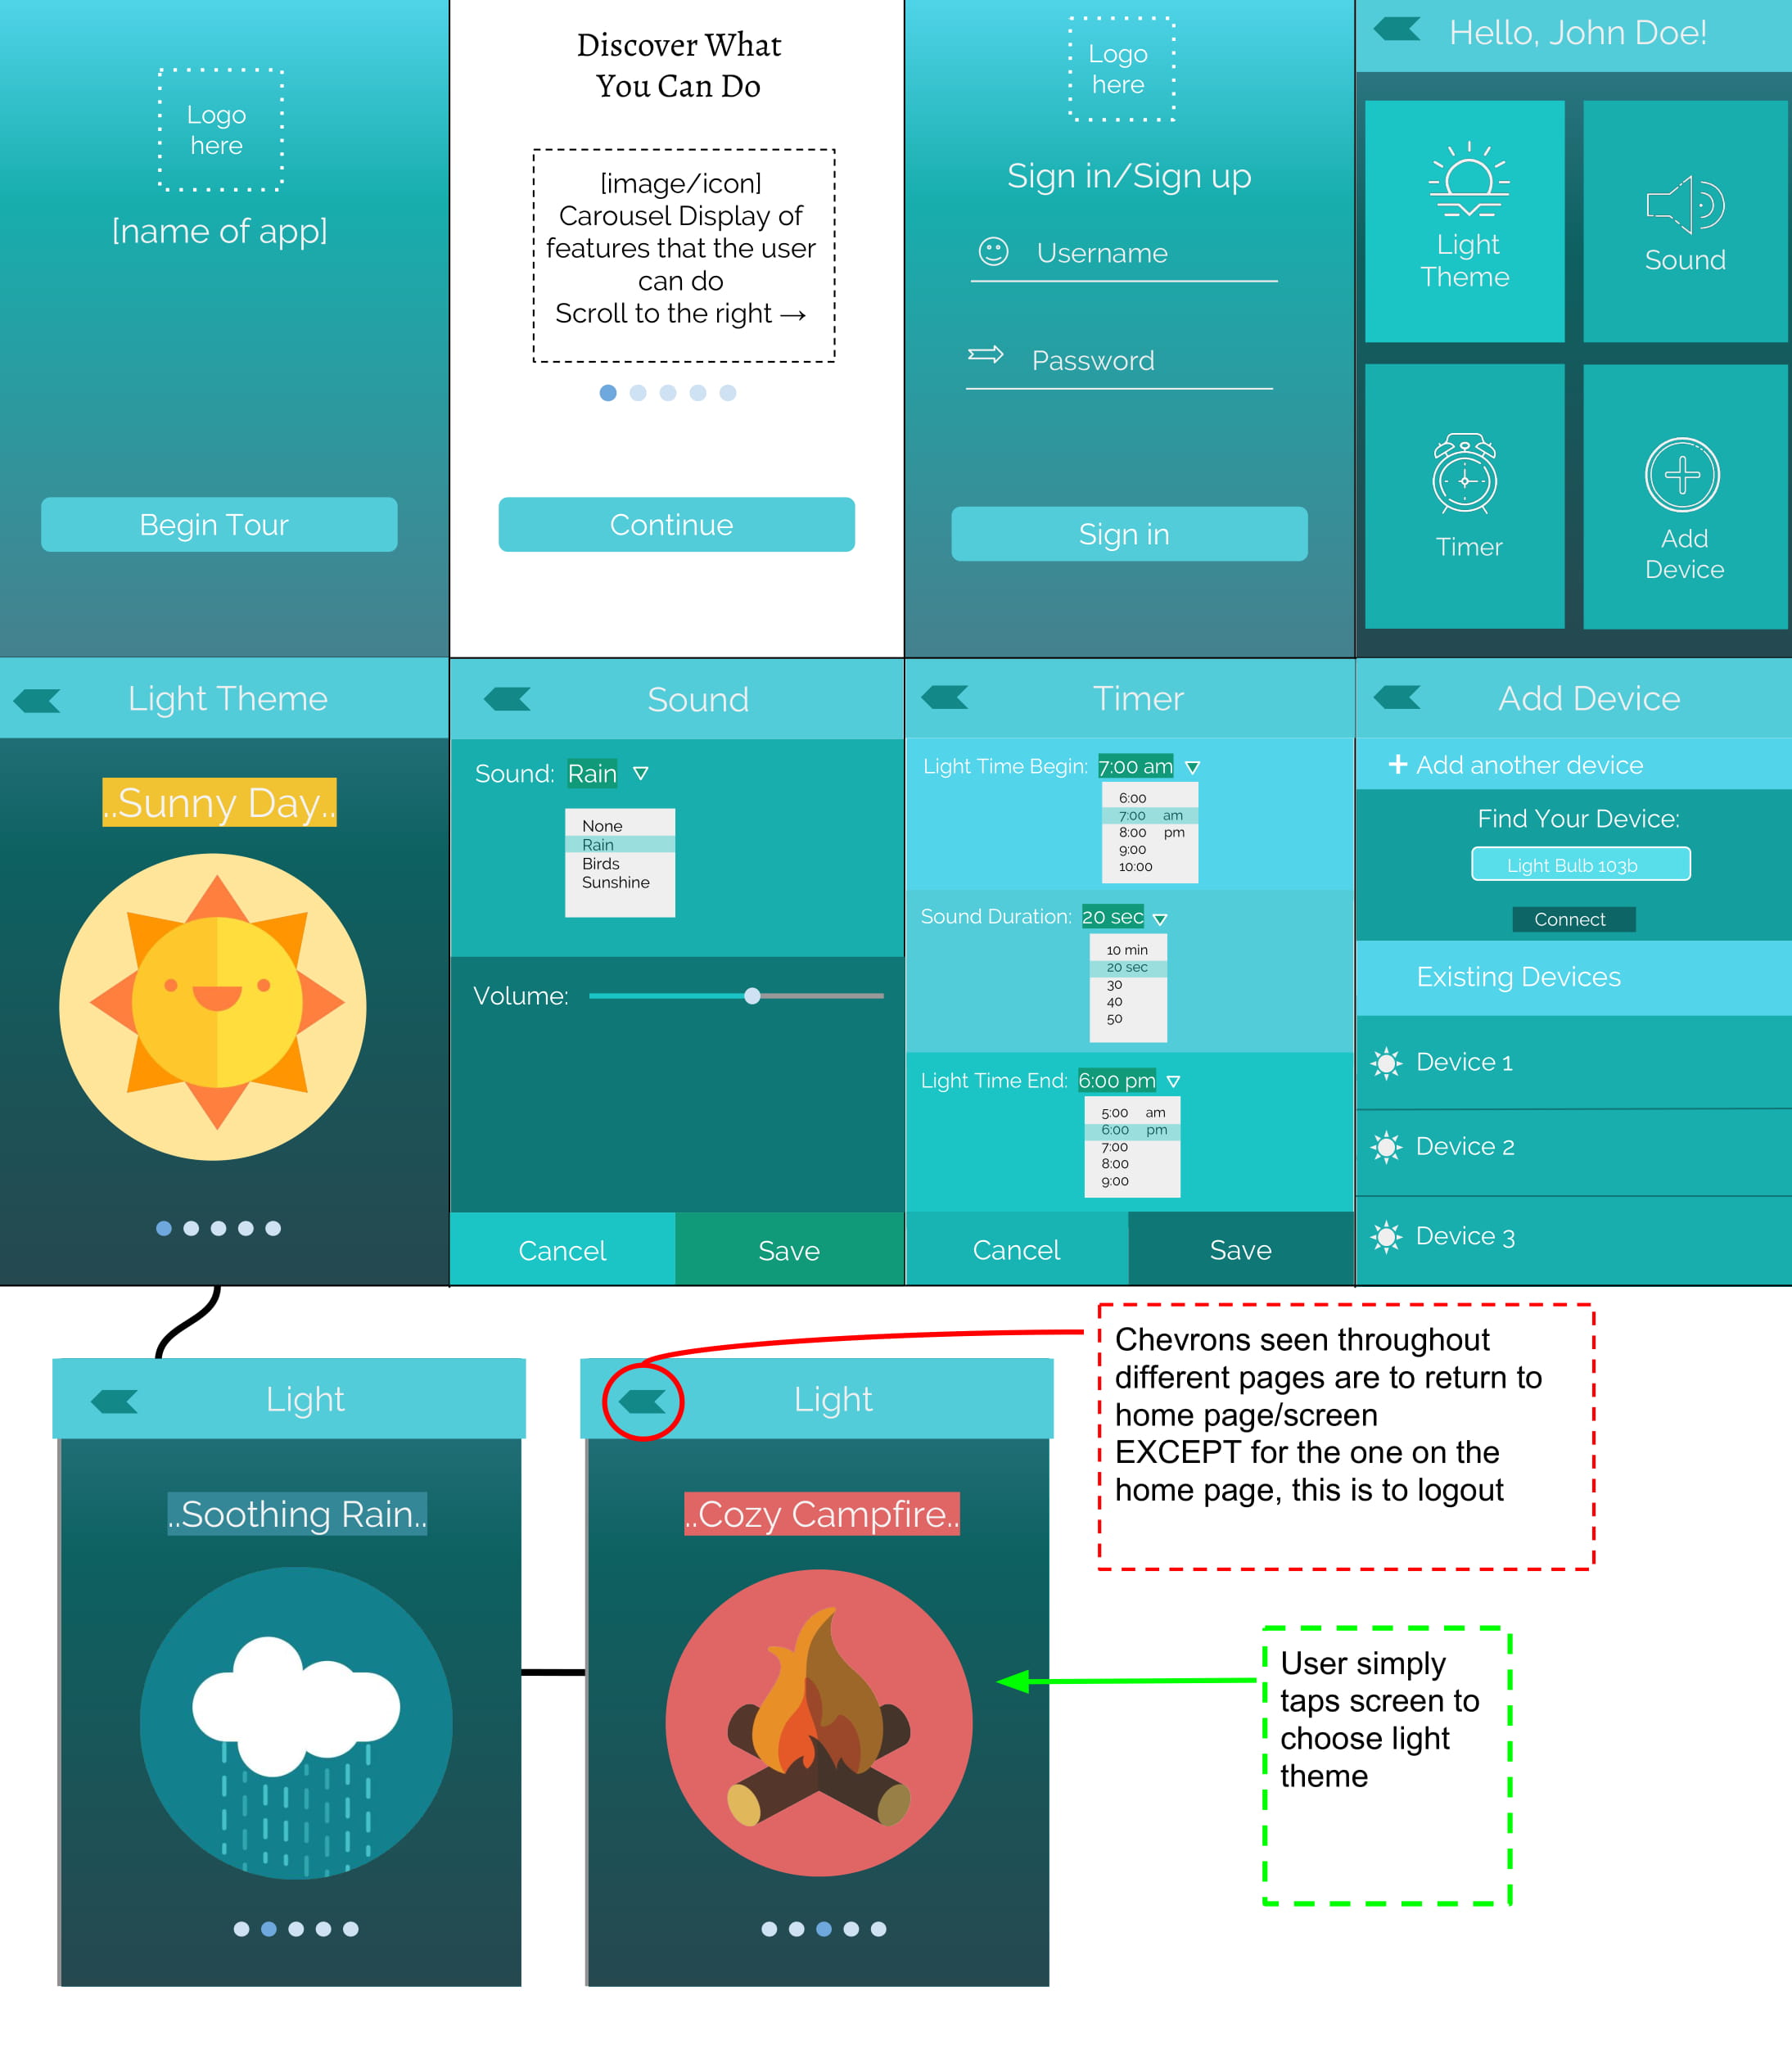 Logo
here
[name of app]
Begin Tour
Discover What
You Can Do
[image/icon]
Carousel Display of
features that the user
can do
Scroll to the right →
Continue
Logo
here
Sign in/Sign up
Username
Password
Sign in
Hello, John Doe!
Light
Theme
Sound
Timer
Add
Device
Light Theme
..Sunny Day..
Sound
Sound: Rain
None
Rain
Birds
Sunshine
Volume:
Cancel
Save
Timer
Light Time Begin: 7:00 am
6:00
7:00 am
8:00 pm
9:00
10:00
Sound Duration: 20 sec
10 min
20 sec
30
40
50
Light Time End: 6:00 pm
5:00 am
6:00 pm
7:00
8:00
9:00
Cancel
Save
Add Device
+ Add another device
Find Your Device:
Light Bulb 103b
Connect
Existing Devices
Device 1
Device 2
Device 3
Light
..Soothing Rain..
Light
..Cozy Campfire..
Chevrons seen throughout
different pages are to return to
home page/screen
EXCEPT for the one on the
home page, this is to logout
User simply
taps screen to
choose light
theme